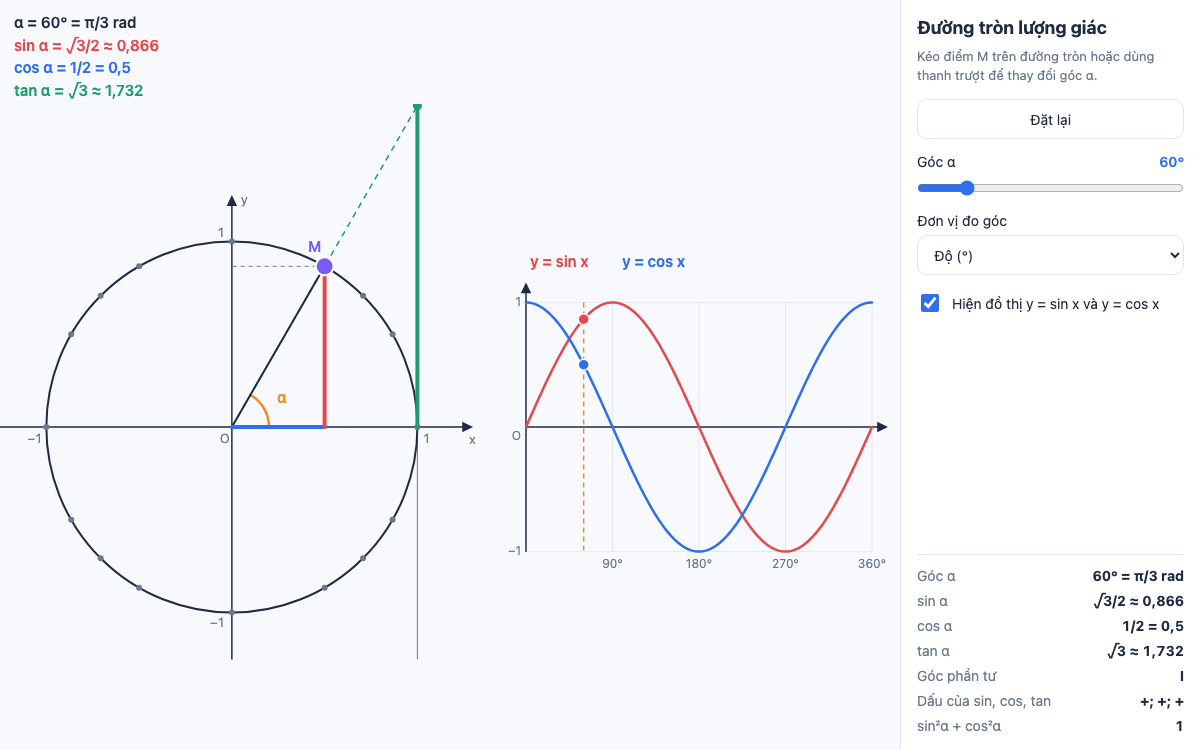 α = 60° = π/3 rad
sin α = √3/2 ≈ 0,866
cos α = 1/2 = 0,5
tan α = √3 ≈ 1,732
y
1
M
α
−1
O
1
x
−1
y = sin x
y = cos x
1
O
−1
90°
180°
270°
360°
Đường tròn lượng giác
Kéo điểm M trên đường tròn hoặc dùng
thanh trượt để thay đổi góc α.
Đặt lại
Góc α 60°
Đơn vị đo góc
Độ (°)
Hiện đồ thị y = sin x và y = cos x
Góc α 60° = π/3 rad
sin α √3/2 ≈ 0,866
cos α 1/2 = 0,5
tan α √3 ≈ 1,732
Góc phần tư I
Dấu của sin, cos, tan +; +; +
sin²α + cos²α 1